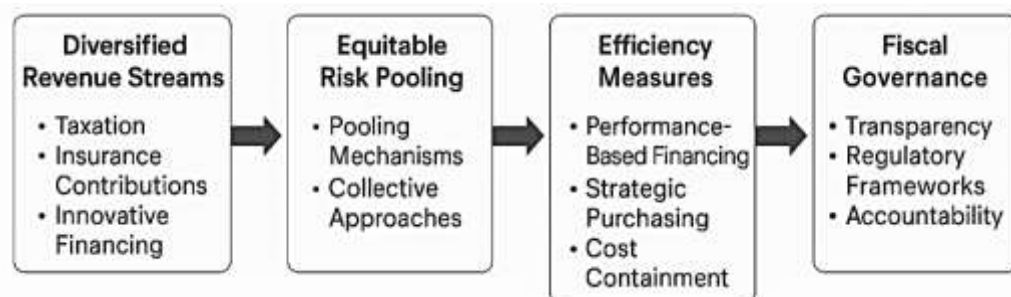 Diversified
Revenue Streams
• Taxation
• Insurance
Contributions
• Innovative
Financing
Equitable
Risk Pooling
• Pooling
Mechanisms
• Collective
Approaches
Efficiency
Measures
• Performance-
Based Financing
• Strategic
Purchasing
• Cost
Containment
Fiscal
Governance
• Transparency
• Regulatory
Frameworks
• Accountability